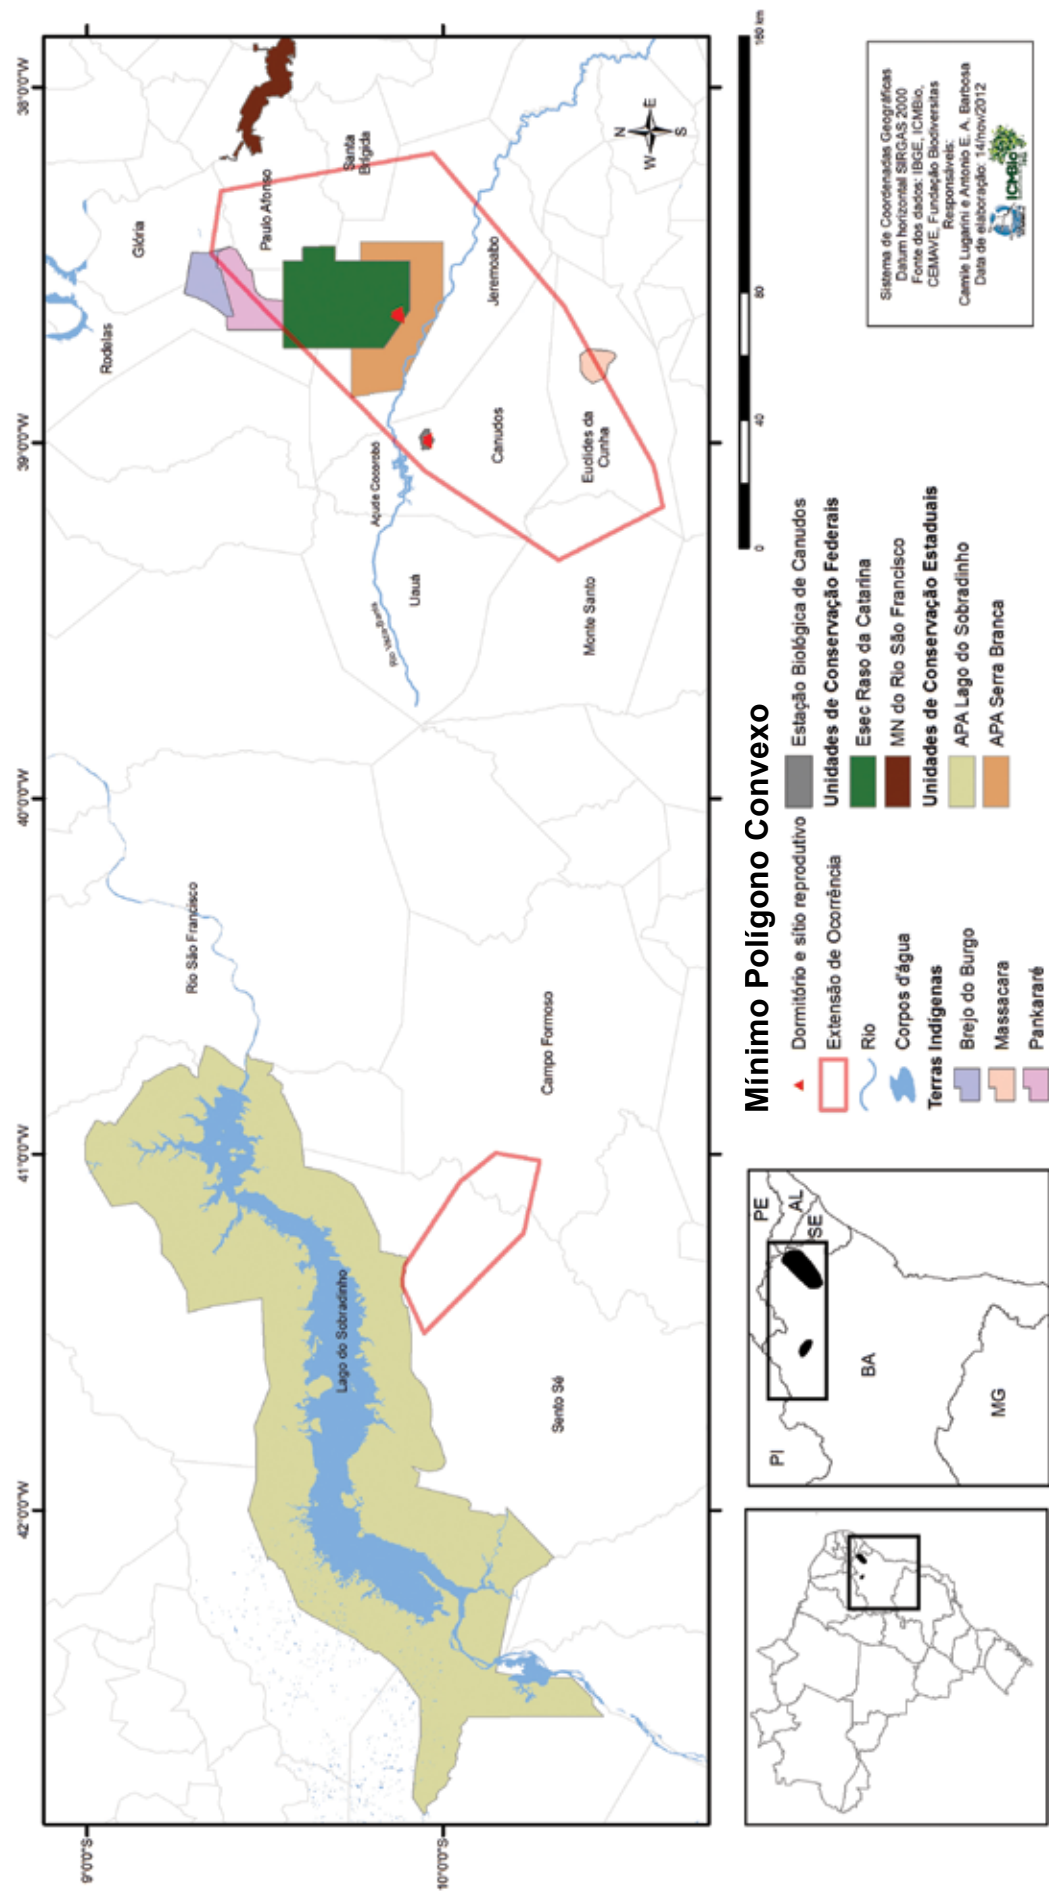 42°0'0"W
41°0'0"W
40°0'0"W
39°0'0"W
38°0'0"W
9°0'0"S
10°0'0"S
Rodelas
Glória
Paulo Afonso
Santa
Brígida
Rio São Francisco
Lago do Sobradinho
Açude Cocorobó
Rio Vaza-Barris
Uauá
Canudos
Jeremoabo
Euclides da
Cunha
Monte Santo
Campo Formoso
Sento Sé
N
W
E
S
0
40
80
160 km
PI
PE
AL
SE
BA
MG
Mínimo Polígono Convexo
Dormitório e sítio reprodutivo
Extensão de Ocorrência
Rio
Corpos d'água
Terras Indígenas
Brejo do Burgo
Massacara
Pankararé
Estação Biológica de Canudos
Unidades de Conservação Federais
Esec Raso da Catarina
MN do Rio São Francisco
Unidades de Conservação Estaduais
APA Lago do Sobradinho
APA Serra Branca
Sistema de Coordenadas Geográficas
Datum horizontal SIRGAS 2000
Fonte dos dados: IBGE, ICMBio,
CEMAVE, Fundação Biodiversitas
Responsáveis:
Camile Lugarini e Antonio E. A. Barbosa
Data de elaboração: 14/nov/2012
ICMBio